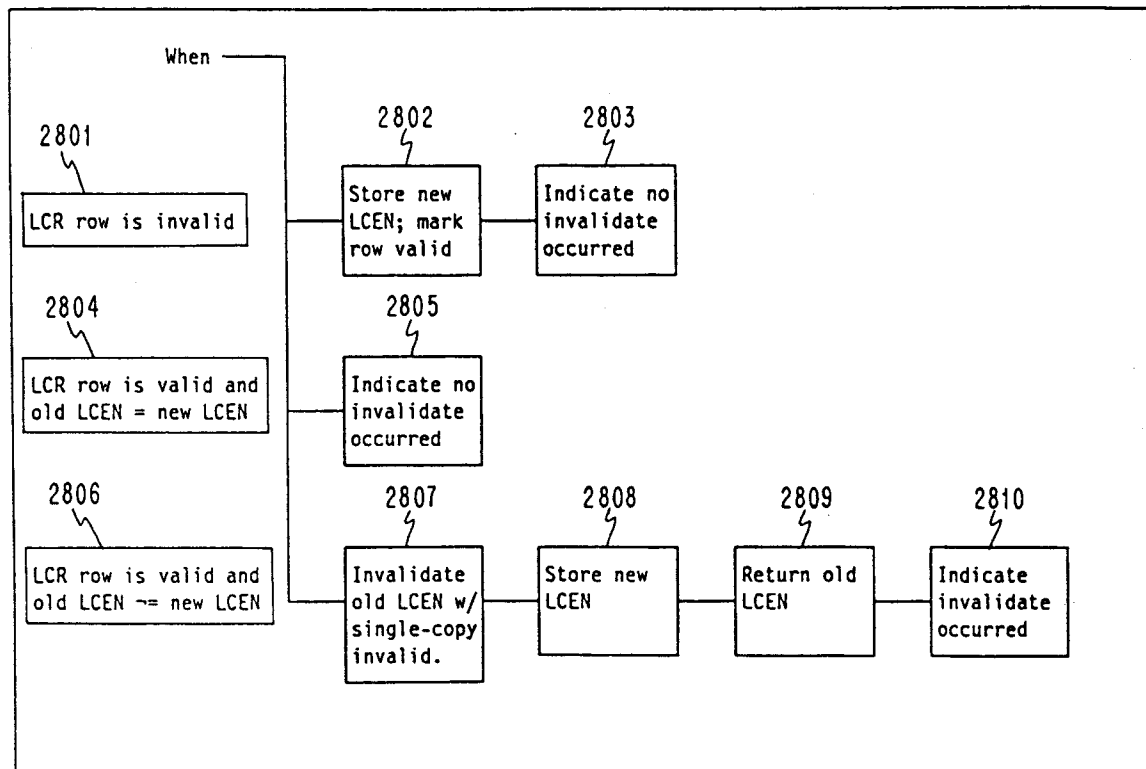 When
2801
LCR row is invalid
2802
Store new
LCEN; mark
row valid
2803
Indicate no
invalidate
occurred
2804
LCR row is valid and
old LCEN = new LCEN
2805
Indicate no
invalidate
occurred
2806
LCR row is valid and
old LCEN ¬= new LCEN
2807
Invalidate
old LCEN w/
single-copy
invalid.
2808
Store new
LCEN
2809
Return old
LCEN
2810
Indicate
invalidate
occurred